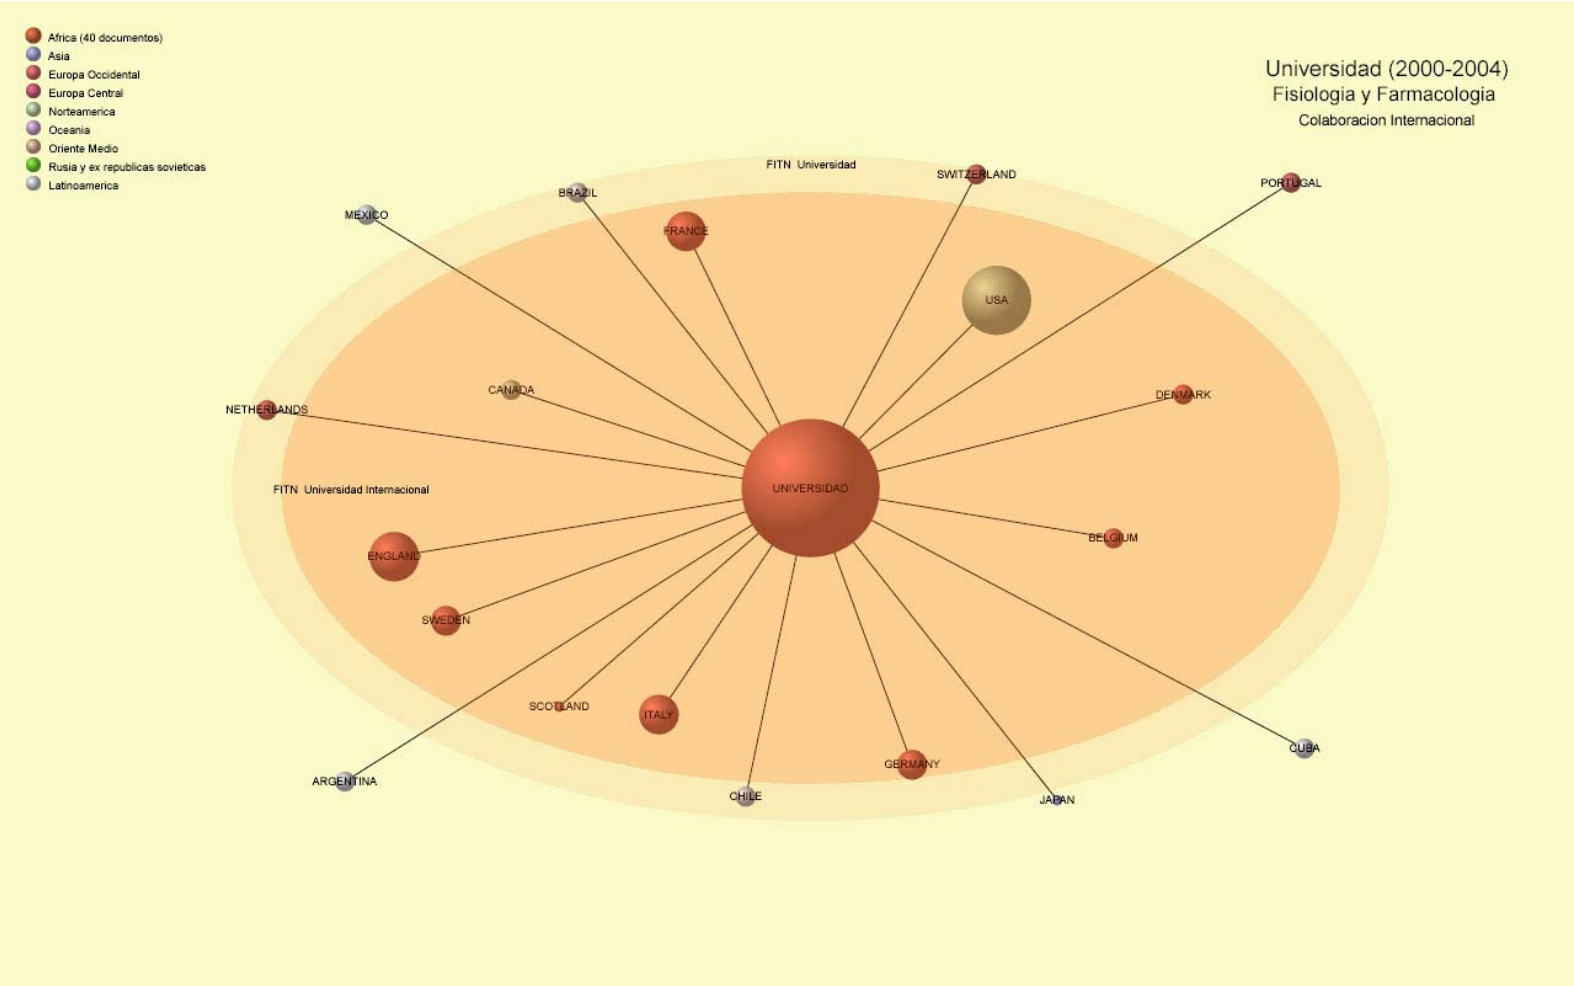 Africa (40 documentos)
Asia
Europa Occidental
Europa Central
Norteamerica
Oceania
Oriente Medio
Rusia y ex republicas sovieticas
Latinoamerica
Universidad (2000-2004)
Fisiologia y Farmacologia
Colaboracion Internacional
FITN Universidad
SWITZERLAND
PORTUGAL
BRAZIL
MEXICO
FRANCE
USA
CANADA
DENMARK
NETHERLANDS
UNIVERSIDAD
FITN Universidad Internacional
BELGIUM
ENGLAND
SWEDEN
SCOTLAND
ITALY
CUBA
GERMANY
ARGENTINA
CHILE
JAPAN